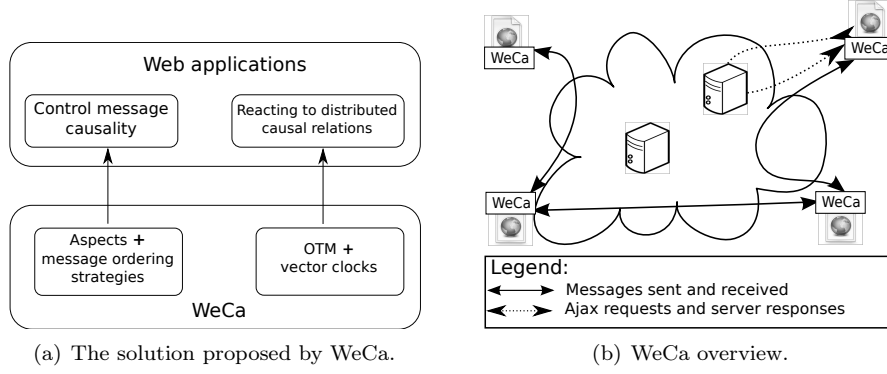 Web applications
Control message
causality
Reacting to distributed
causal relations
Aspects +
message ordering
strategies
OTM +
vector clocks
WeCa
(a) The solution proposed by WeCa.
WeCa
WeCa
WeCa
WeCa
Legend:
Messages sent and received
Ajax requests and server responses
(b) WeCa overview.